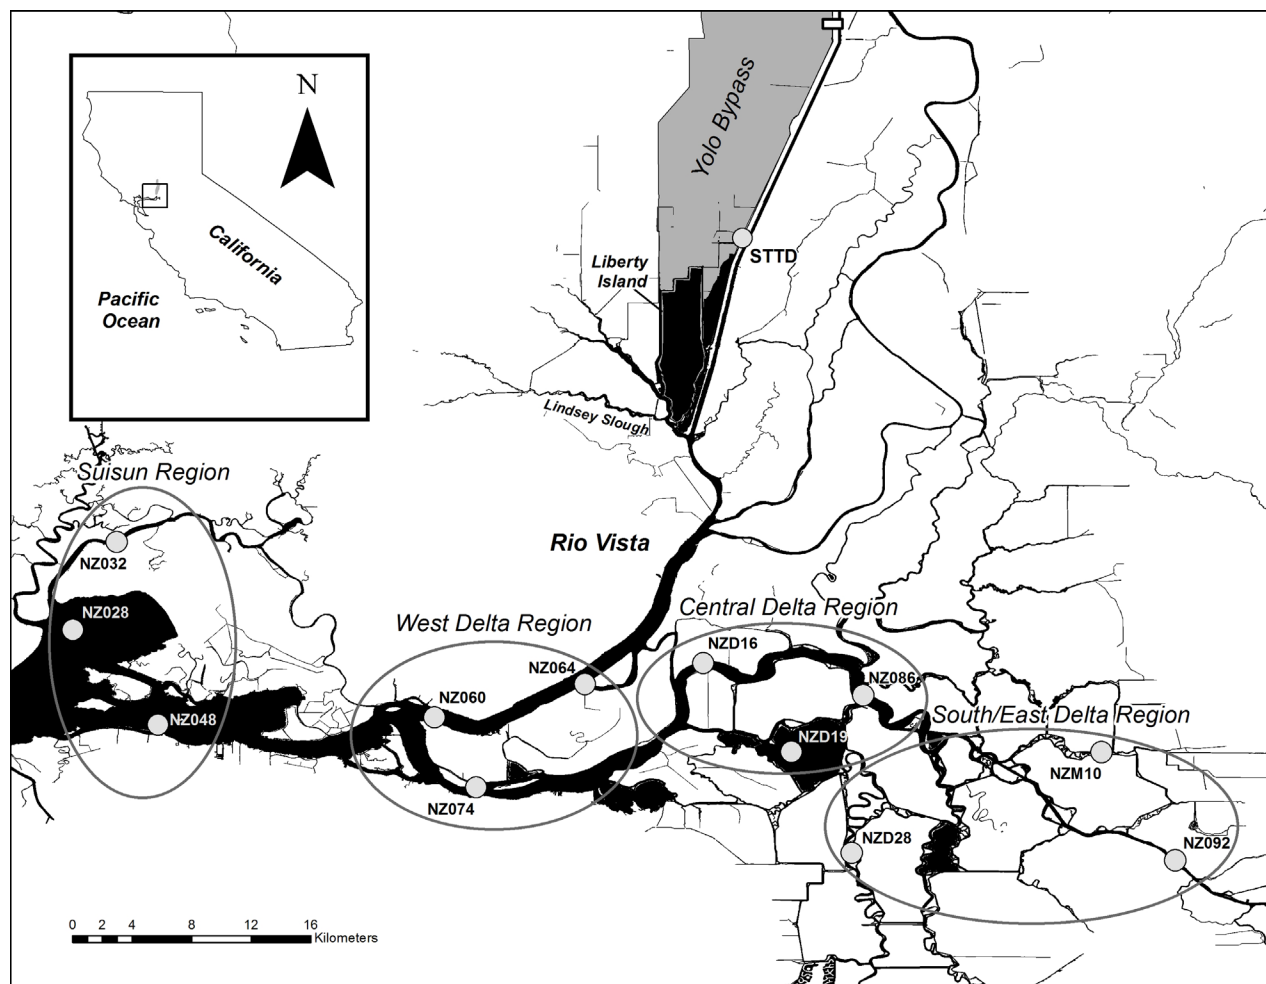 N
California
Pacific
Ocean
Yolo Bypass
STTD
Liberty
Island
Lindsey Slough
Suisun Region
NZ032
Rio Vista
NZ028
West Delta Region
Central Delta Region
NZD16
NZ064
NZ086
NZ060
NZ048
South/East Delta Region
NZD19
NZM10
NZ074
NZD28
NZ092
0 2 4 8 12 16
Kilometers